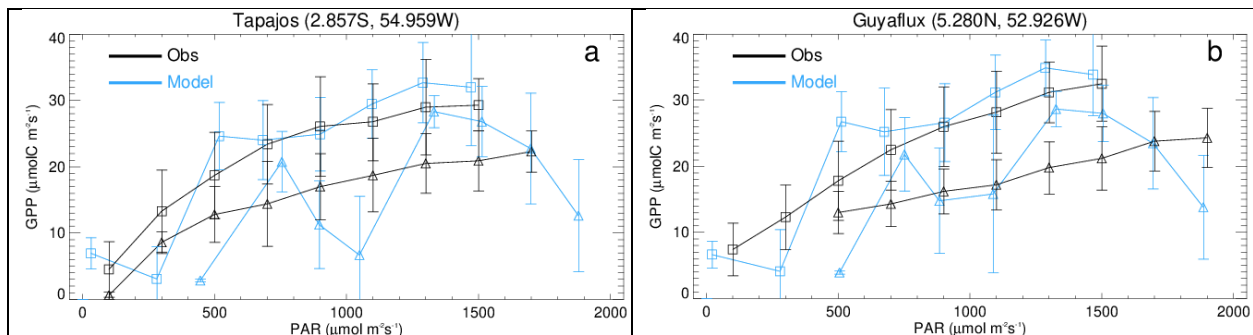 Tapajos (2.857S, 54.959W)
40
30
20
10
0
GPP (μmolC m⁻²s⁻¹)
Obs
Model
a
0 500 1000 1500 2000
PAR (μmol m⁻²s⁻¹)
Guyaflux (5.280N, 52.926W)
40
30
20
10
0
GPP (μmolC m⁻²s⁻¹)
Obs
Model
b
0 500 1000 1500 2000
PAR (μmol m⁻²s⁻¹)